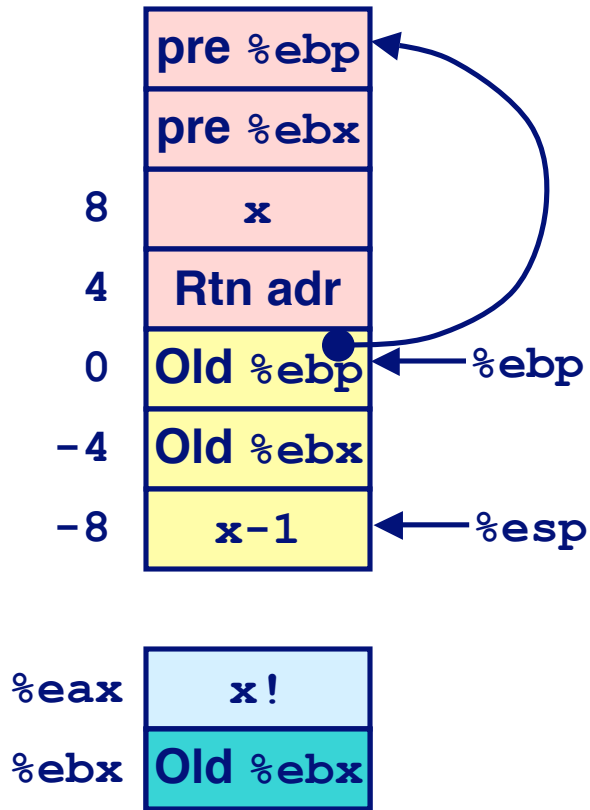 pre %ebp
pre %ebx
8 x
4 Rtn adr
0 Old %ebp %ebp
-4 Old %ebx
-8 x-1 %esp
%eax x!
%ebx Old %ebx